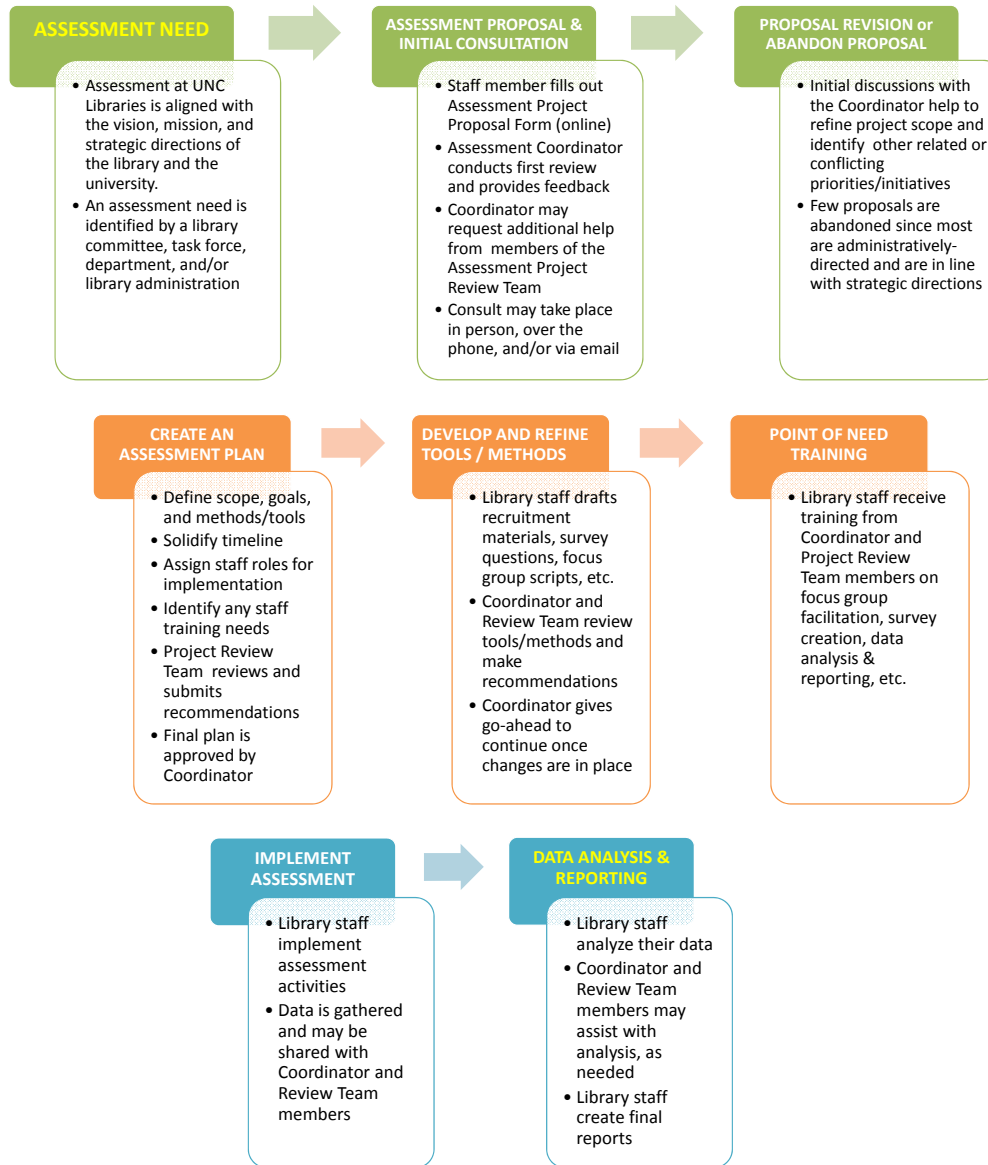 ASSESSMENT NEED
• Assessment at UNC
Libraries is aligned with
the vision, mission, and
strategic directions of
the library and the
university.
• An assessment need is
identified by a library
committee, task force,
department, and/or
library administration
ASSESSMENT PROPOSAL &
INITIAL CONSULTATION
• Staff member fills out
Assessment Project
Proposal Form (online)
• Assessment Coordinator
conducts first review
and provides feedback
• Coordinator may
request additional help
from members of the
Assessment Project
Review Team
• Consult may take place
in person, over the
phone, and/or via email
PROPOSAL REVISION or
ABANDON PROPOSAL
• Initial discussions with
the Coordinator help to
refine project scope and
identify other related or
conflicting
priorities/initiatives
• Few proposals are
abandoned since most
are administratively-
directed and are in line
with strategic directions
CREATE AN
ASSESSMENT PLAN
• Define scope, goals,
and methods/tools
• Solidify timeline
• Assign staff roles for
implementation
• Identify any staff
training needs
• Project Review
Team reviews and
submits
recommendations
• Final plan is
approved by
Coordinator
DEVELOP AND REFINE
TOOLS / METHODS
• Library staff drafts
recruitment
materials, survey
questions, focus
group scripts, etc.
• Coordinator and
Review Team review
tools/methods and
make
recommendations
• Coordinator gives
go-ahead to
continue once
changes are in place
POINT OF NEED
TRAINING
• Library staff receive
training from
Coordinator and
Project Review
Team members on
focus group
facilitation, survey
creation, data
analysis &
reporting, etc.
IMPLEMENT
ASSESSMENT
• Library staff
implement
assessment
activities
• Data is gathered
and may be
shared with
Coordinator and
Review Team
members
DATA ANALYSIS &
REPORTING
• Library staff
analyze their data
• Coordinator and
Review Team
members may
assist with
analysis, as
needed
• Library staff
create final
reports